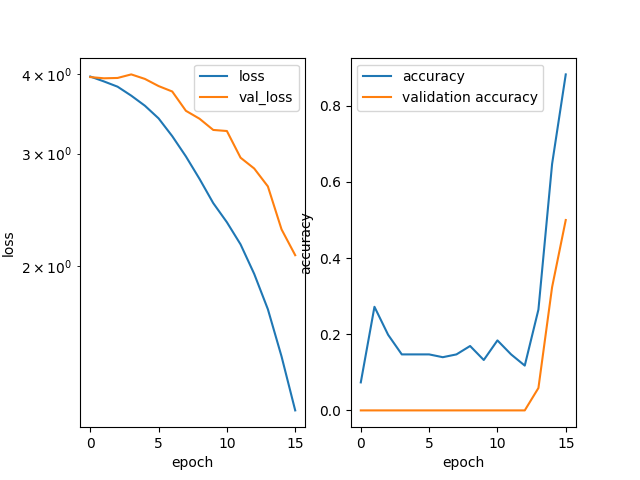 loss
val_loss
4 × 10⁰
3 × 10⁰
2 × 10⁰
loss
0
5
10
15
epoch
accuracy
validation accuracy
0.8
0.6
0.4
0.2
0.0
accuracy
0
5
10
15
epoch